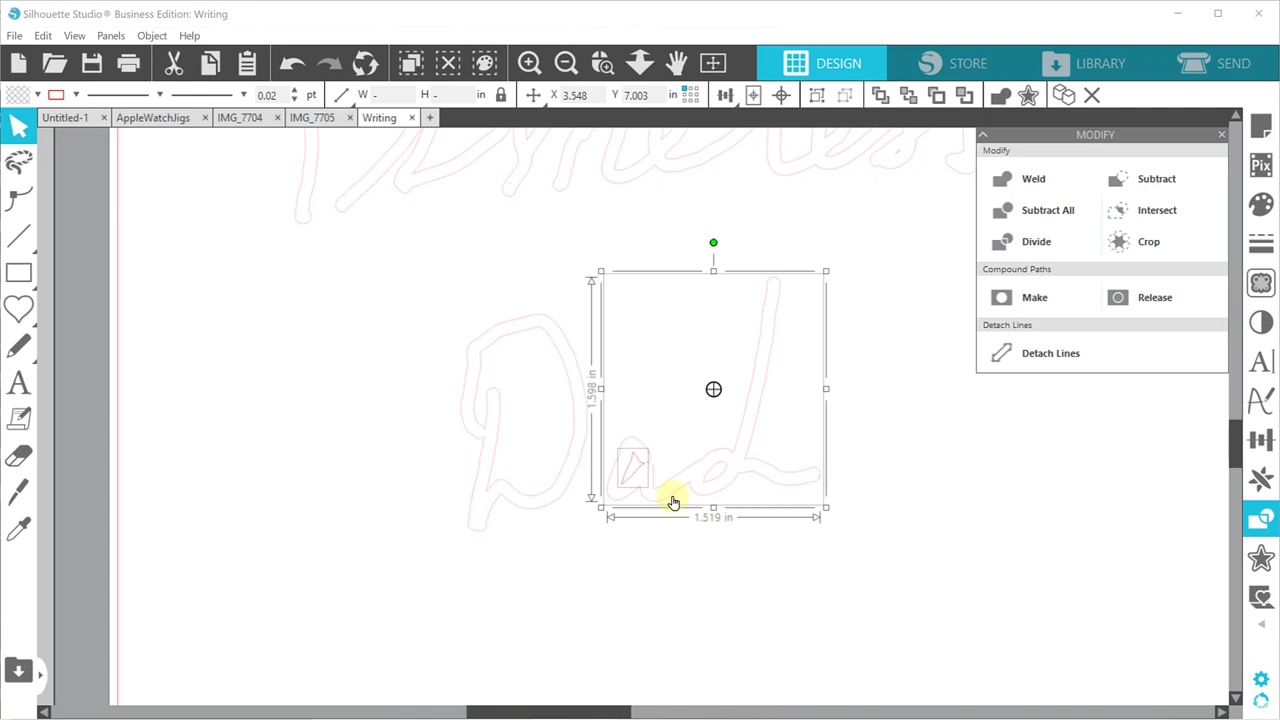 Silhouette Studio® Business Edition: Writing
File Edit View Panels Object Help
DESIGN STORE LIBRARY SEND
0.02 pt W - H - in X 3.548 Y 7.003 in
Untitled-1 × AppleWatchJigs × IMG_7704 × IMG_7705 × Writing × +
MODIFY
Modify
Weld Subtract
Subtract All Intersect
Divide Crop
Compound Paths
Make Release
Detach Lines
Detach Lines
Dad
1.598 in
1.519 in